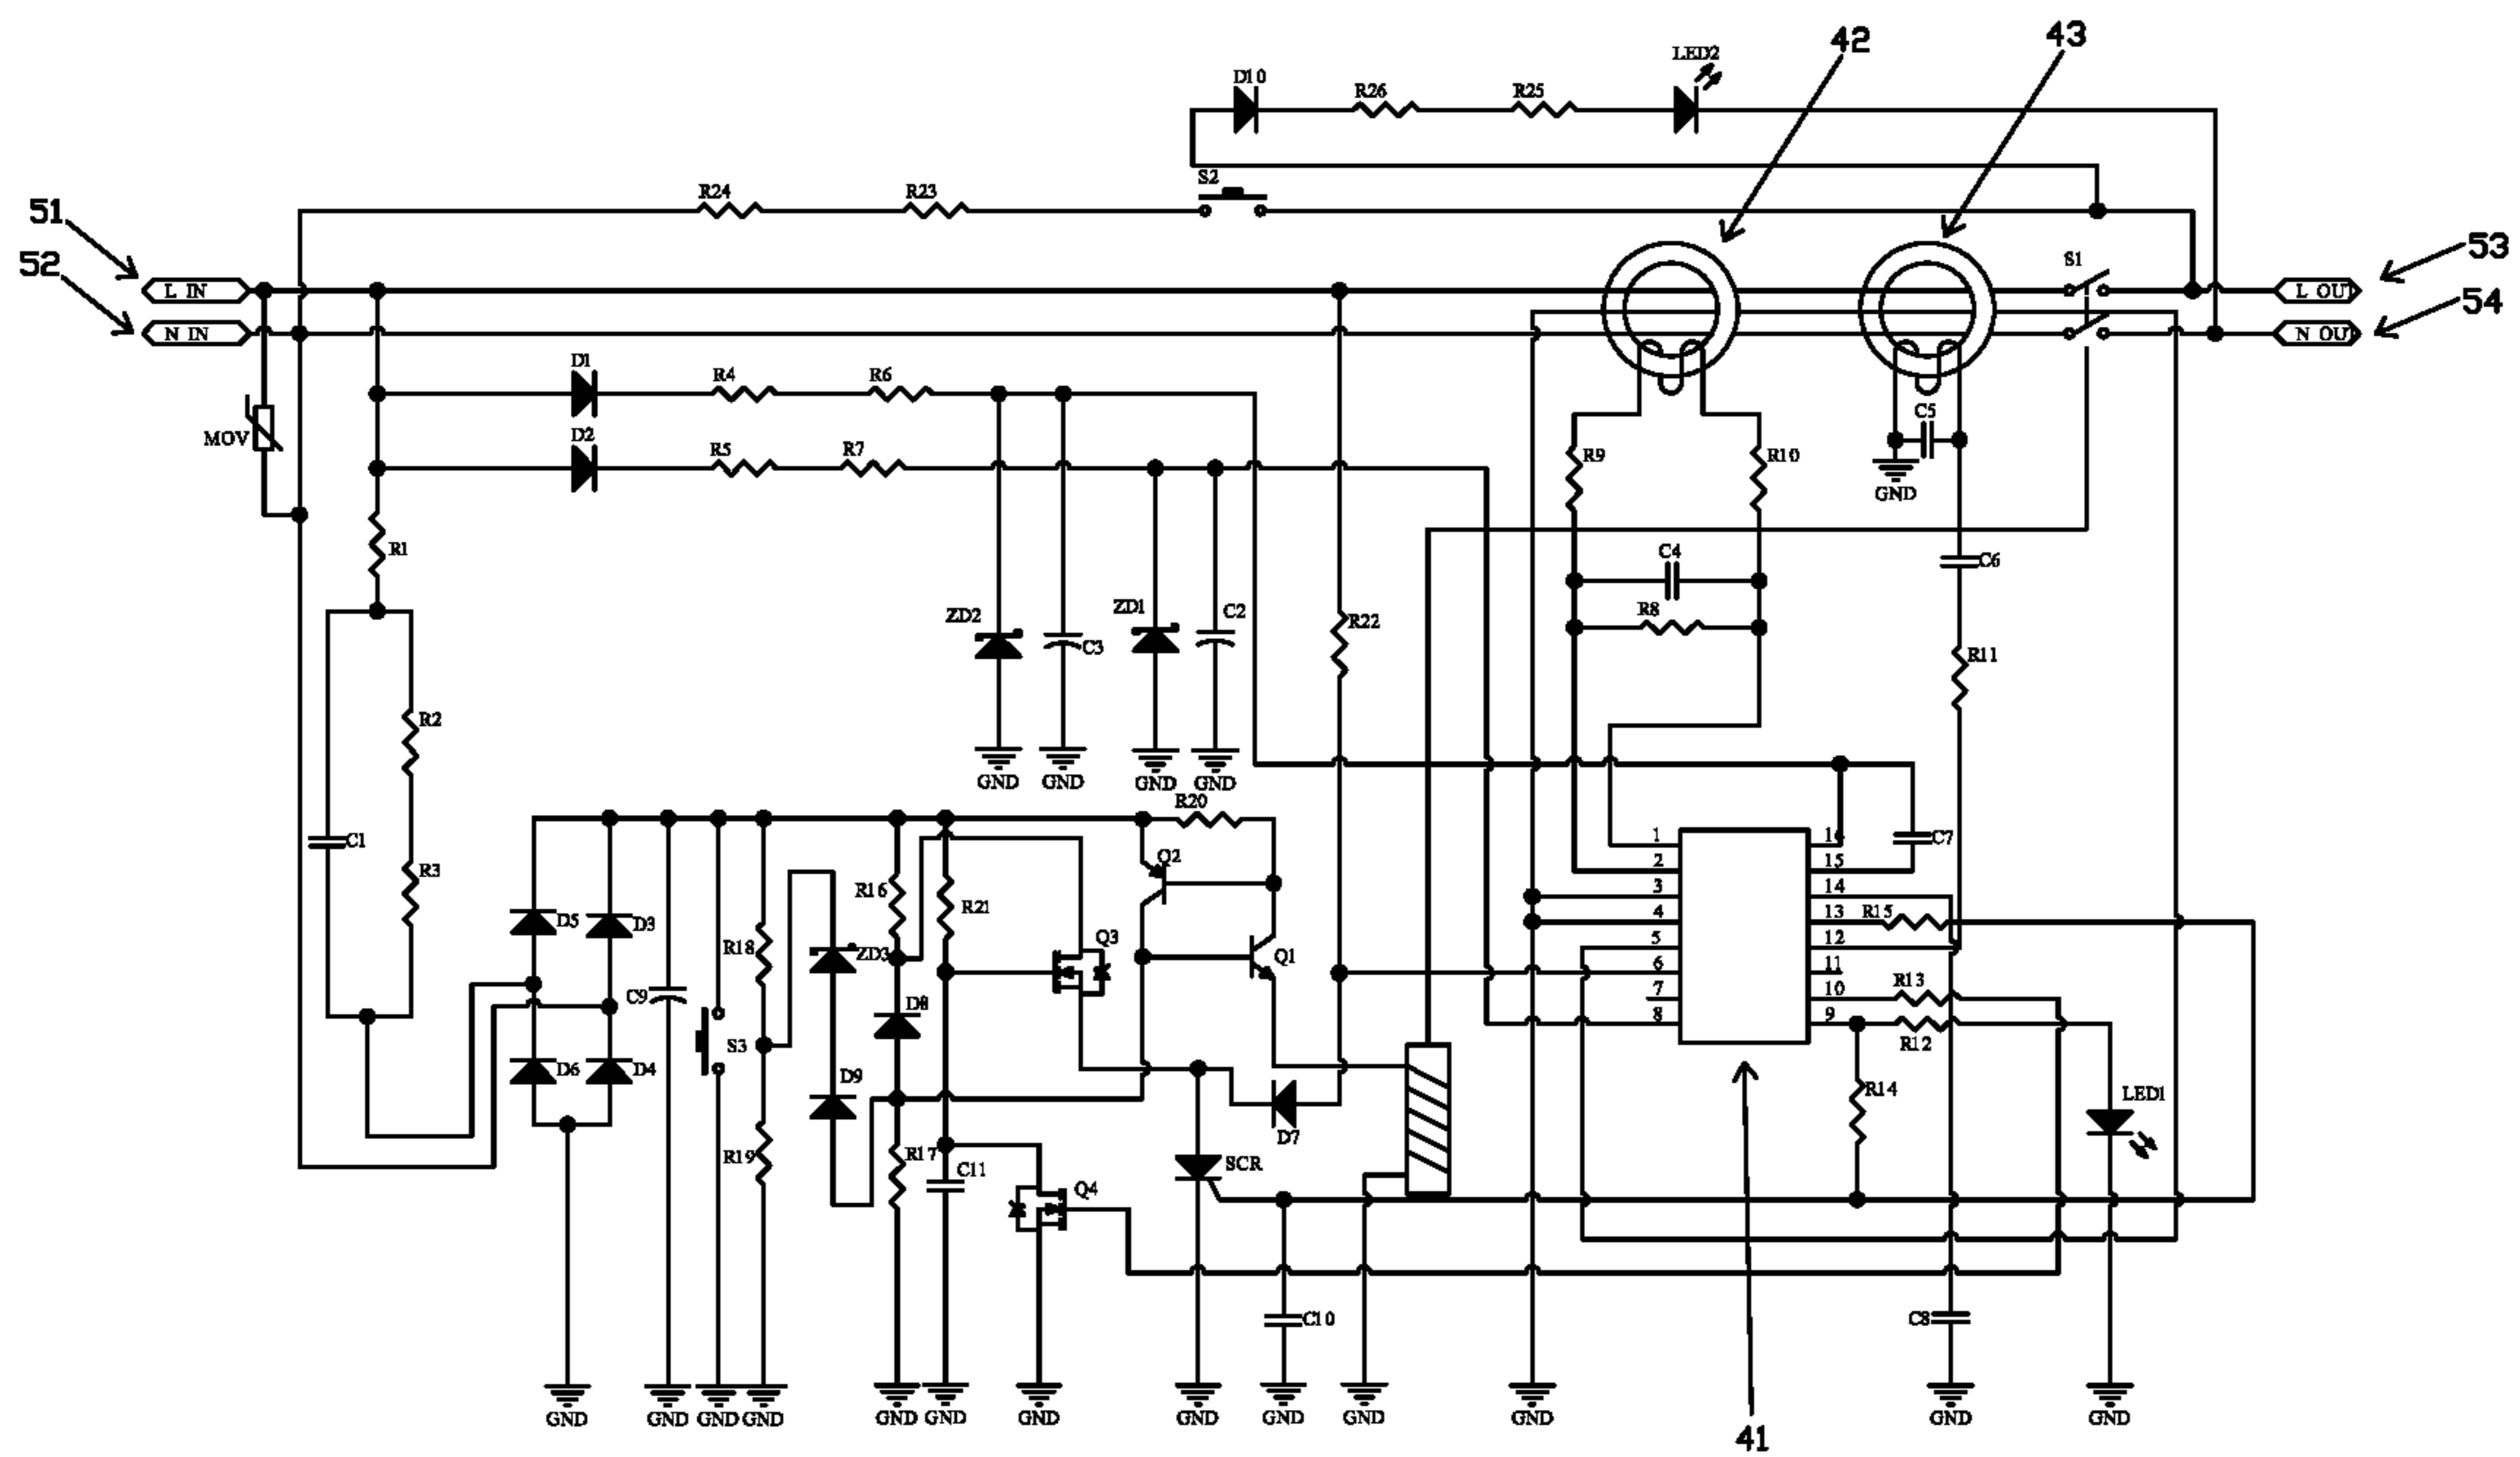 42
43
LED2
D10
R26
R25
S2
R24
R23
51
52
53
54
S1
L IN
L OUT
N IN
N OUT
D1
R4
R6
D2
R5
R7
MOV
C5
R9
R10
GND
R1
C4
C6
ZD2
ZD1
C2
R8
R22
C3
R11
R2
GND GND GND GND
R20
C1
Q2
1
16
C7
R3
2
15
R16
R21
3
14
D5
D3
4
13
R15
R18
ZD3
Q3
Q1
5
12
6
11
C9
D8
7
10
R13
S3
8
9
R12
D6
D4
D9
R14
LED1
D7
R19
R17
C11
SCR
Q4
C10
C8
GND GND GND GND GND GND GND GND GND GND GND GND GND
41